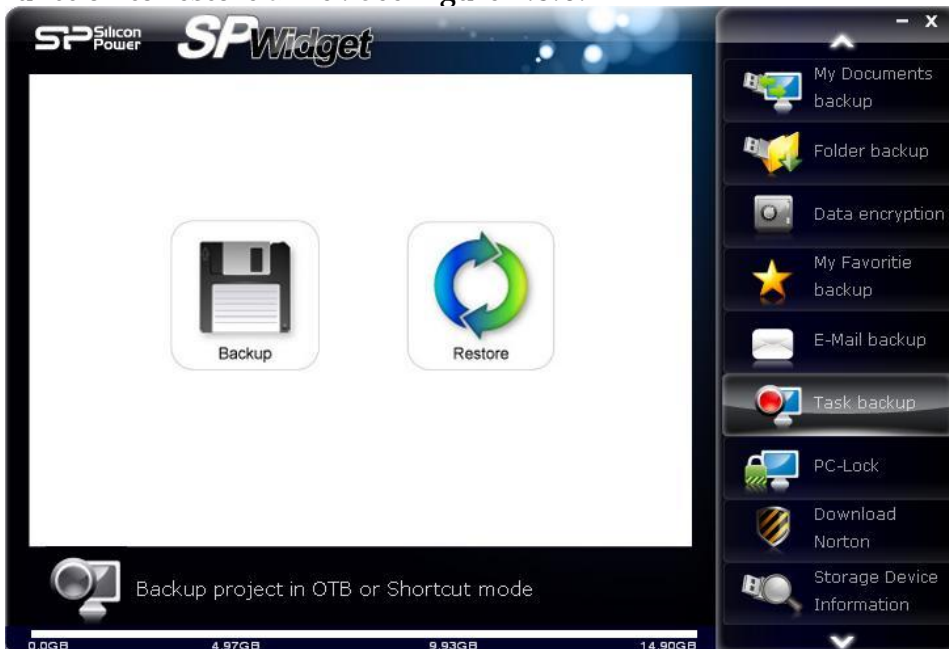 SP Silicon Power
SPWidget
- x
My Documents
backup
Folder backup
Data encryption
My Favoritie
backup
E-Mail backup
Task backup
PC-Lock
Download
Norton
Storage Device
Information
Backup
Restore
Backup project in OTB or Shortcut mode
0.0GB 4.97GB 9.93GB 14.90GB